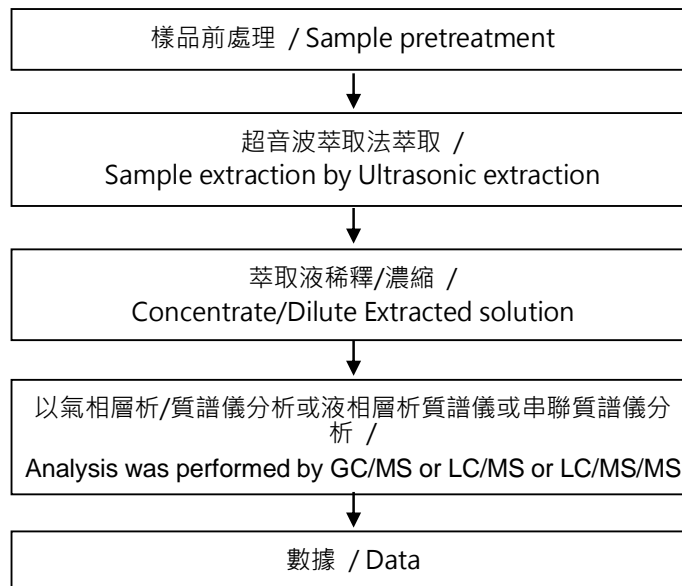 樣品前處理 / Sample pretreatment
超音波萃取法萃取 /
Sample extraction by Ultrasonic extraction
萃取液稀釋/濃縮 /
Concentrate/Dilute Extracted solution
以氣相層析/質譜儀分析或液相層析質譜儀或串聯質譜儀分
析 /
Analysis was performed by GC/MS or LC/MS or LC/MS/MS
數據 / Data